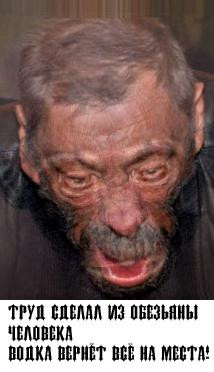 ТРУД СДЕЛАЛ ИЗ ОБЕЗЬЯНЫ
ЧЕЛОВЕКА
ВОДКА ВЕРНЁТ ВСЁ НА МЕСТА!